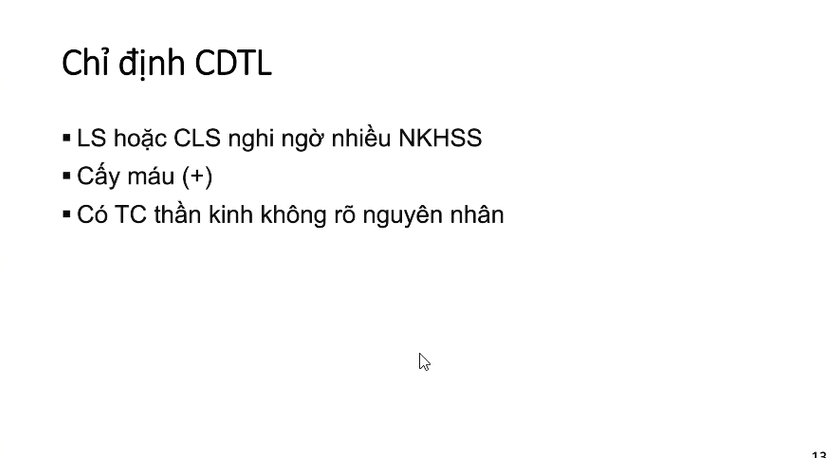 Chỉ định CDTL
▪ LS hoặc CLS nghi ngờ nhiều NKHSS
▪ Cấy máu (+)
▪ Có TC thần kinh không rõ nguyên nhân
13